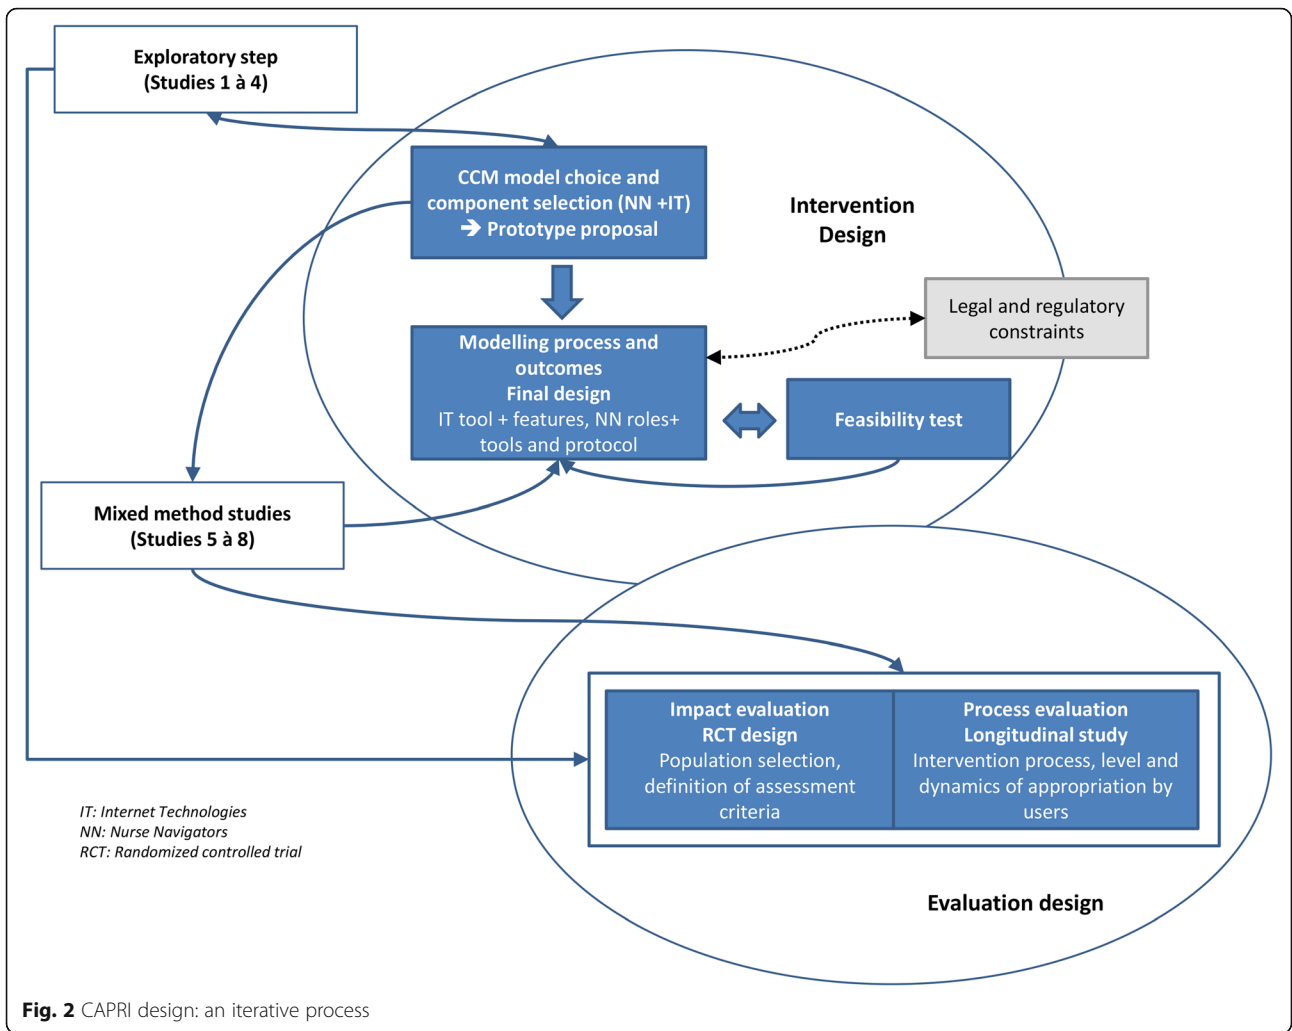 Exploratory step
(Studies 1 à 4)
CCM model choice and
component selection (NN +IT)
➔ Prototype proposal
Intervention
Design
Legal and regulatory
constraints
Modelling process and
outcomes
Final design
IT tool + features, NN roles+
tools and protocol
Feasibility test
Mixed method studies
(Studies 5 à 8)
Impact evaluation
RCT design
Population selection,
definition of assessment
criteria
Process evaluation
Longitudinal study
Intervention process, level and
dynamics of appropriation by
users
IT: Internet Technologies
NN: Nurse Navigators
RCT: Randomized controlled trial
Evaluation design
Fig. 2 CAPRI design: an iterative process